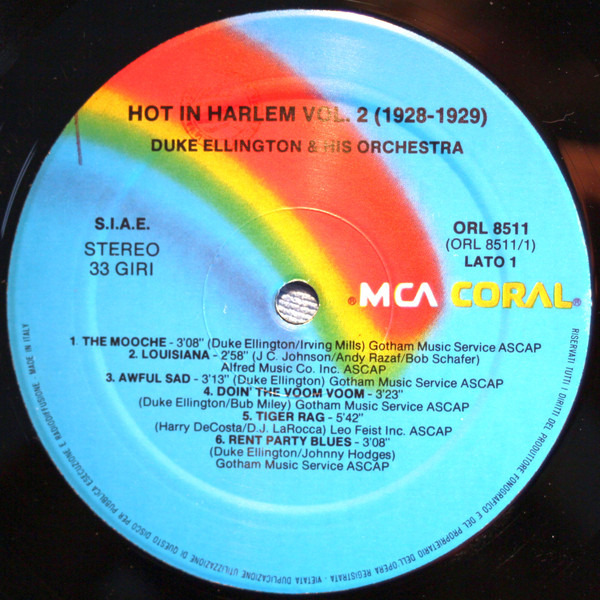 HOT IN HARLEM VOL. 2 (1928-1929)
DUKE ELLINGTON & HIS ORCHESTRA
S.I.A.E.
STEREO
33 GIRI
ORL 8511
(ORL 8511/1)
LATO 1
®MCA CORAL®
1. THE MOOCHE - 3'08" (Duke Ellington/Irving Mills) Gotham Music Service ASCAP
2. LOUISIANA - 2'58" (J C. Johnson/Andy Razaf/Bob Schafer)
Alfred Music Co. Inc. ASCAP
3. AWFUL SAD - 3'13" (Duke Ellington) Gotham Music Service ASCAP
4. DOIN' THE VOOM VOOM - 3'23"
(Duke Ellington/Bub Miley) Gotham Music Service ASCAP
5. TIGER RAG - 5'42"
(Harry DeCosta/D.J. LaRocca) Leo Feist Inc. ASCAP
6. RENT PARTY BLUES - 3'08"
(Duke Ellington/Johnny Hodges)
Gotham Music Service ASCAP
RISERVATI TUTTI I DIRITTI DEL PRODUTTORE FONOGRAFICO E DEL PROPRIETARIO DELL'OPERA REGISTRATA - VIETATA DUPLICAZIONE UTILIZZAZIONE DI QUESTO DISCO PER PUBBLICA ESECUZIONE E RADIODIFFUSIONE. MADE IN ITALY